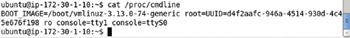 ubuntu@ip-172-30-1-10:~$ cat /proc/cmdline
BOOT_IMAGE=/boot/vmlinuz-3.13.0-74-generic root=UUID=d4f2aafc-946a-4514-930d-4c4
5e676f198 ro console=tty1 console=ttyS0
ubuntu@ip-172-30-1-10:~$